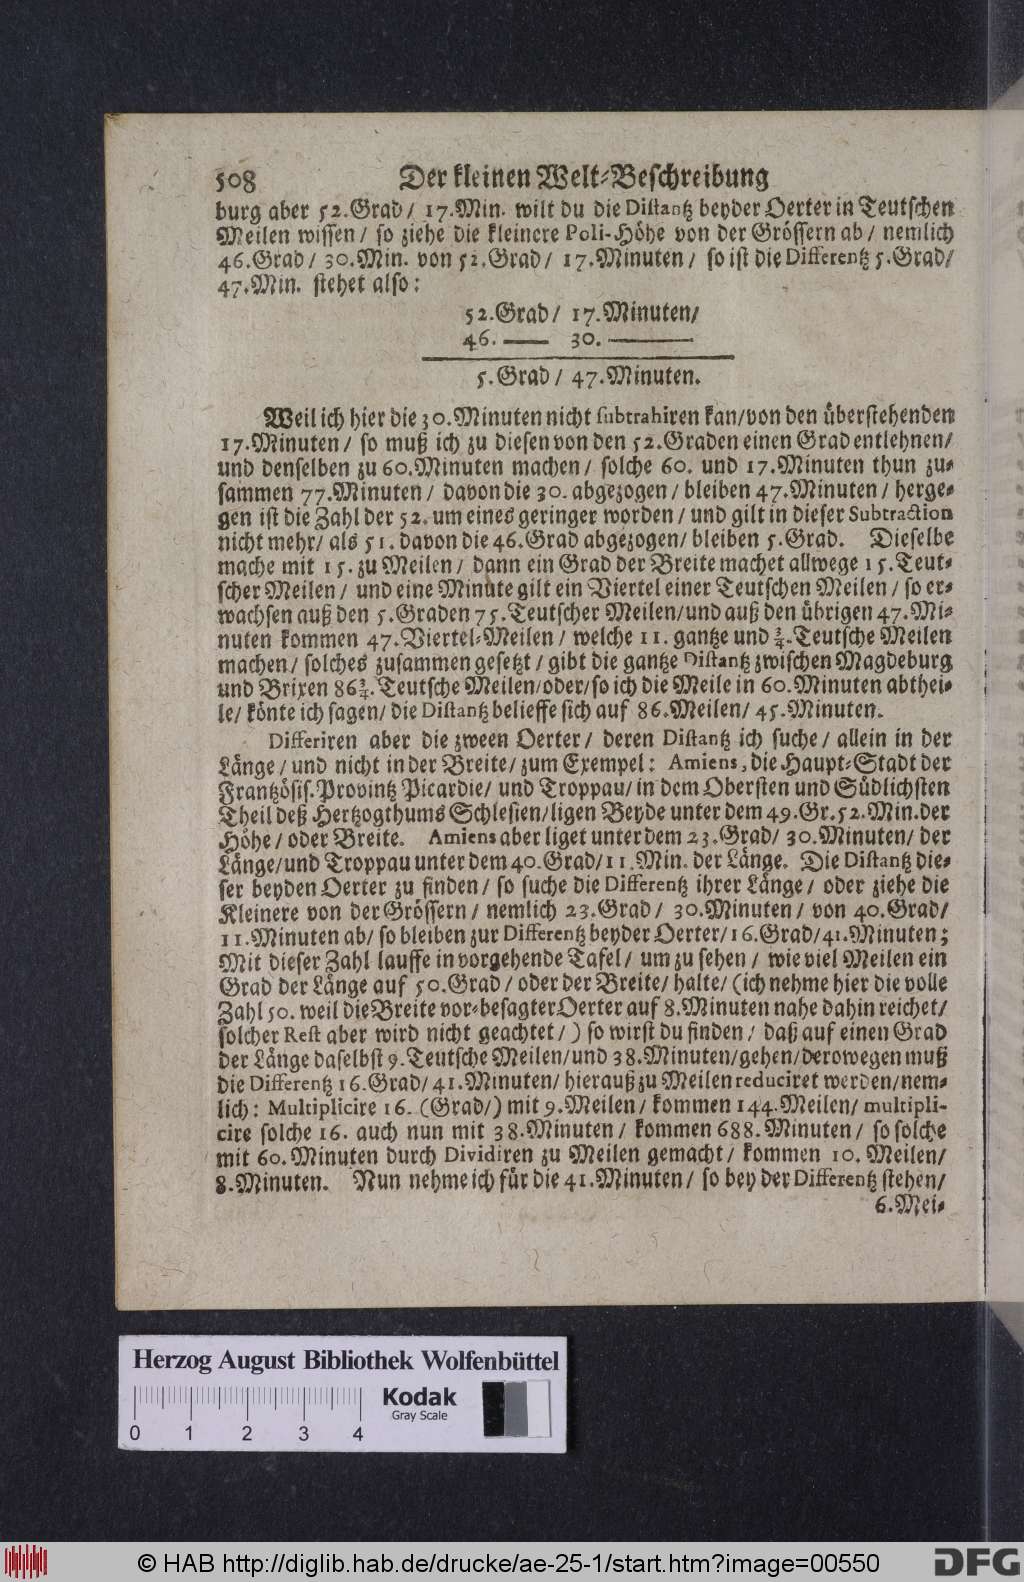 508 Der kleinen Welt-Beschreibung
burg aber 52.Grad/ 17.Min. wilt du die Distantz beyder Oerter in Teutschen
Meilen wissen/ so ziehe die kleinere Poli-Höhe von der Grössern ab/ nemlich
46.Grad/ 30.Min. von 52.Grad/ 17.Minuten/ so ist die Differentz 5.Grad/
47.Min. stehet also:
52.Grad/ 17.Minuten/
46. —— 30. ——
5.Grad/ 47.Minuten.
Weil ich hier die 30.Minuten nicht subtrahiren kan/von den überstehenden
17.Minuten/ so muß ich zu diesen von den 52.Graden einen Grad entlehnen/
und denselben zu 60.Minuten machen/ solche 60. und 17.Minuten thun zu-
sammen 77.Minuten/ davon die 30. abgezogen/ bleiben 47.Minuten/ herge-
gen ist die Zahl der 52. um eines geringer worden/ und gilt in dieser Subtraction
nicht mehr/ als 51. davon die 46.Grad abgezogen/ bleiben 5.Grad. Dieselbe
mache mit 15. zu Meilen/ dann ein Grad der Breite machet allwege 15.Teut-
scher Meilen/ und eine Minute gilt ein Viertel einer Teutschen Meilen/ so er-
wachsen auß den 5.Graden 75.Teutscher Meilen/und auß den übrigen 47.Mi-
nuten kommen 47.Viertel-Meilen/ welche 11. gantze und ¾.Teutsche Meilen
machen/ solches zusammen gesetzt/ gibt die gantze Distantz zwischen Magdeburg
und Brixen 86¾.Teutsche Meilen/oder/so ich die Meile in 60.Minuten abthei-
le/ könte ich sagen/ die Distantz belieffe sich auf 86.Meilen/ 45.Minuten.
Differiren aber die zween Oerter/ deren Distantz ich suche/ allein in der
Länge/ und nicht in der Breite/ zum Exempel: Amiens, die Haupt-Stadt der
Frantzösis.Provintz Picardie/ und Troppau/ in dem Obersten und Südlichsten
Theil deß Hertzogthums Schlesien/ligen Beyde unter dem 49.Gr.52.Min.der
Höhe/ oder Breite. Amiens aber liget unter dem 23.Grad/ 30.Minuten/ der
Länge/und Troppau unter dem 40.Grad/11.Min. der Länge. Die Distantz die-
ser beyden Oerter zu finden/ so suche die Differentz ihrer Länge/ oder ziehe die
Kleinere von der Grössern/ nemlich 23.Grad/ 30.Minuten/ von 40.Grad/
11.Minuten ab/ so bleiben zur Differentz beyder Oerter/16.Grad/41.Minuten;
Mit dieser Zahl lauffe in vorgehende Tafel/ um zu sehen/ wie viel Meilen ein
Grad der Länge auf 50.Grad/ oder der Breite/ halte/ (ich nehme hier die volle
Zahl 50. weil die Breite vor-besagter Oerter auf 8.Minuten nahe dahin reichet/
solcher Rest aber wird nicht geachtet/) so wirst du finden/ daß auf einen Grad
der Länge daselbst 9.Teutsche Meilen/und 38.Minuten/gehen/derowegen muß
die Differentz 16.Grad/ 41.Minuten/ hierauß zu Meilen reduciret werden/nem-
lich: Multiplicire 16. (Grad/) mit 9.Meilen/ kommen 144.Meilen/ multipli-
cire solche 16. auch nun mit 38.Minuten/ kommen 688. Minuten/ so solche
mit 60. Minuten durch Dividiren zu Meilen gemacht/ kommen 10. Meilen/
8.Minuten. Nun nehme ich für die 41.Minuten/ so bey der Differentz stehen/
6.Mei-
Herzog August Bibliothek Wolfenbüttel
Kodak
Gray Scale
0 1 2 3 4
© HAB http://diglib.hab.de/drucke/ae-25-1/start.htm?image=00550
DFG